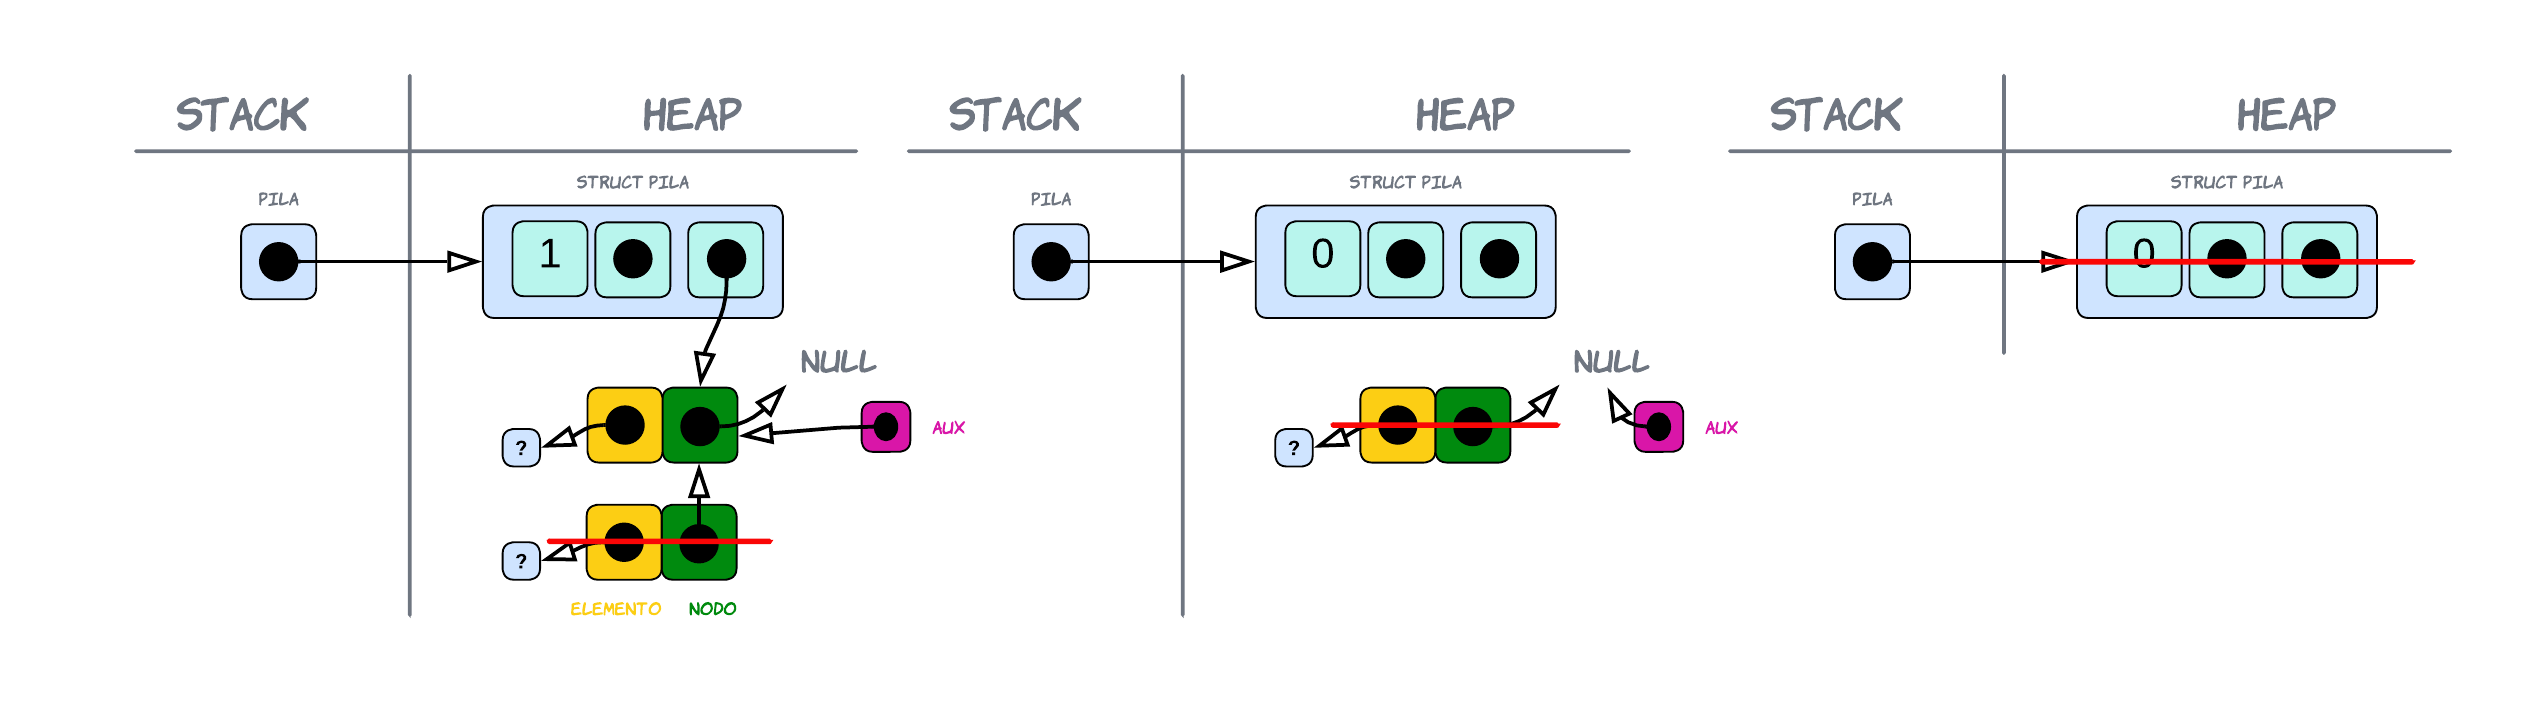 STACK HEAP
PILA STRUCT PILA
1
NULL
?
AUX
?
ELEMENTO NODO
STACK HEAP
PILA STRUCT PILA
0
NULL
?
AUX
STACK HEAP
PILA STRUCT PILA
0